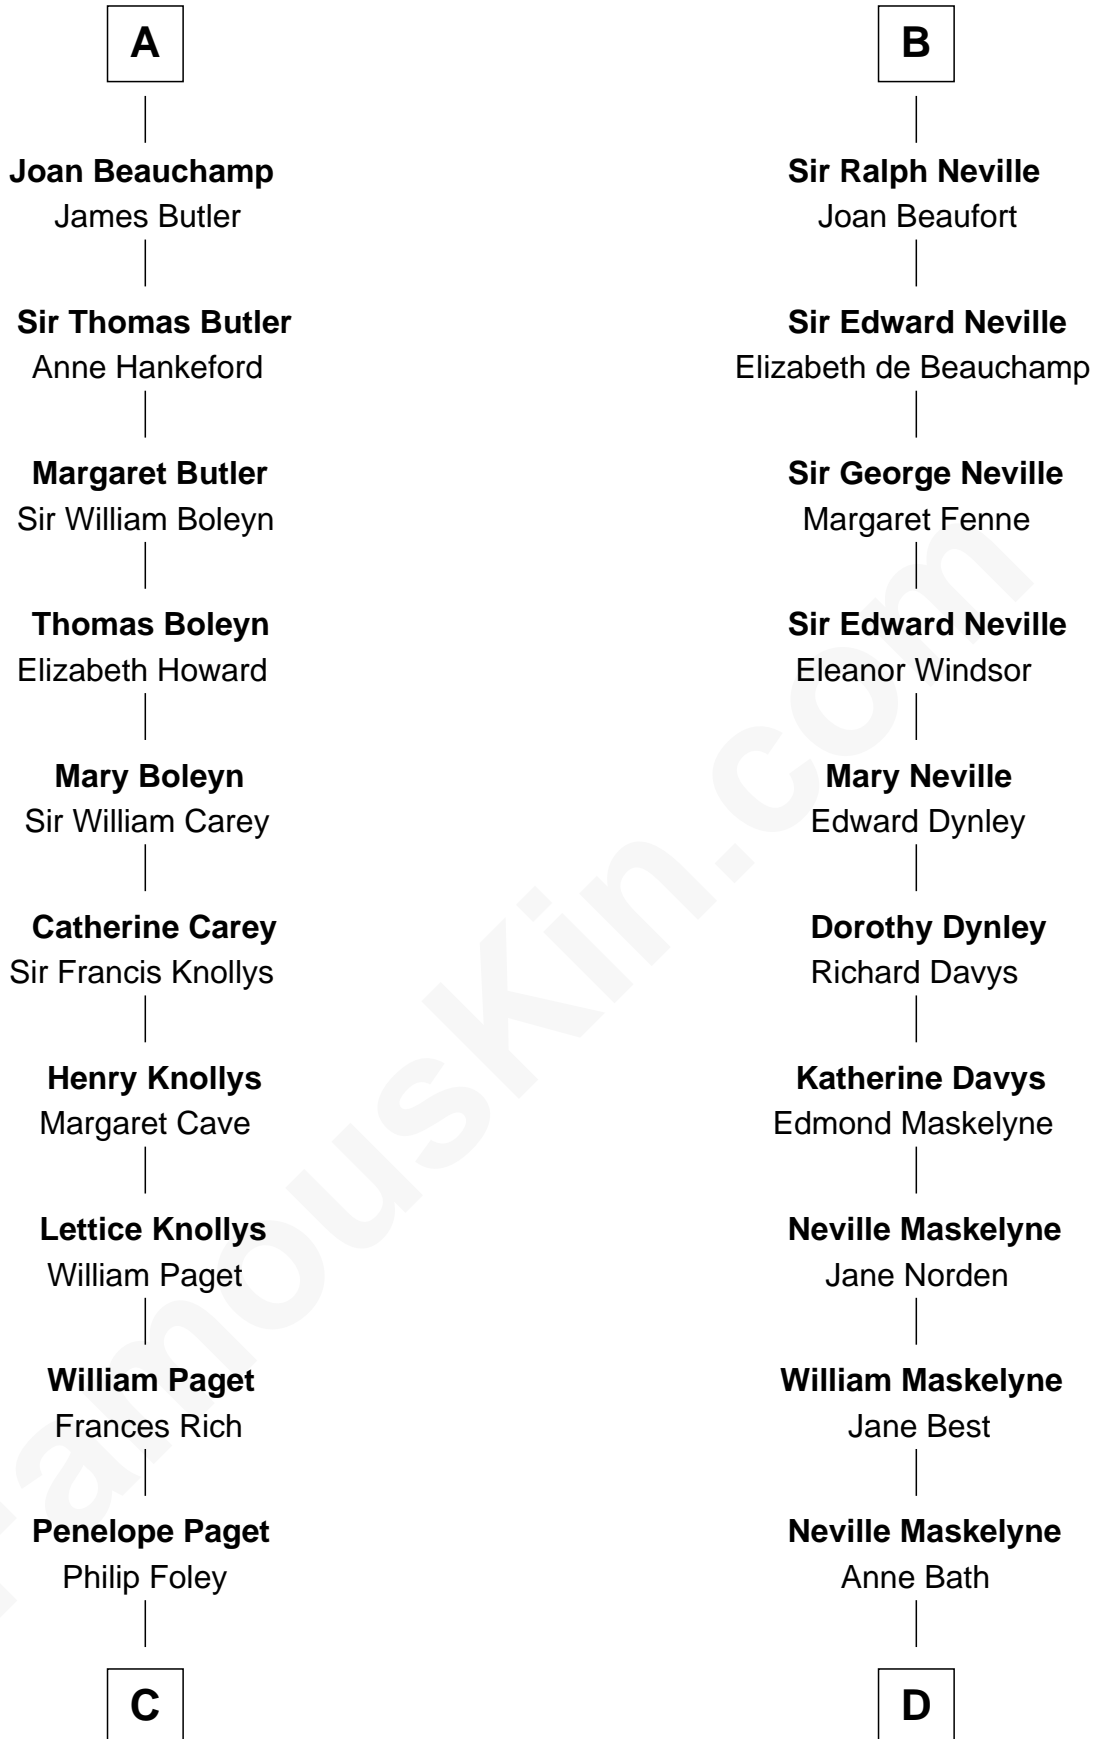 A
Joan Beauchamp
James Butler
Sir Thomas Butler
Anne Hankeford
Margaret Butler
Sir William Boleyn
Thomas Boleyn
Elizabeth Howard
Mary Boleyn
Sir William Carey
Catherine Carey
Sir Francis Knollys
Henry Knollys
Margaret Cave
Lettice Knollys
William Paget
William Paget
Frances Rich
Penelope Paget
Philip Foley
C
B
Sir Ralph Neville
Joan Beaufort
Sir Edward Neville
Elizabeth de Beauchamp
Sir George Neville
Margaret Fenne
Sir Edward Neville
Eleanor Windsor
Mary Neville
Edward Dynley
Dorothy Dynley
Richard Davys
Katherine Davys
Edmond Maskelyne
Neville Maskelyne
Jane Norden
William Maskelyne
Jane Best
Neville Maskelyne
Anne Bath
D
FamousKin.com